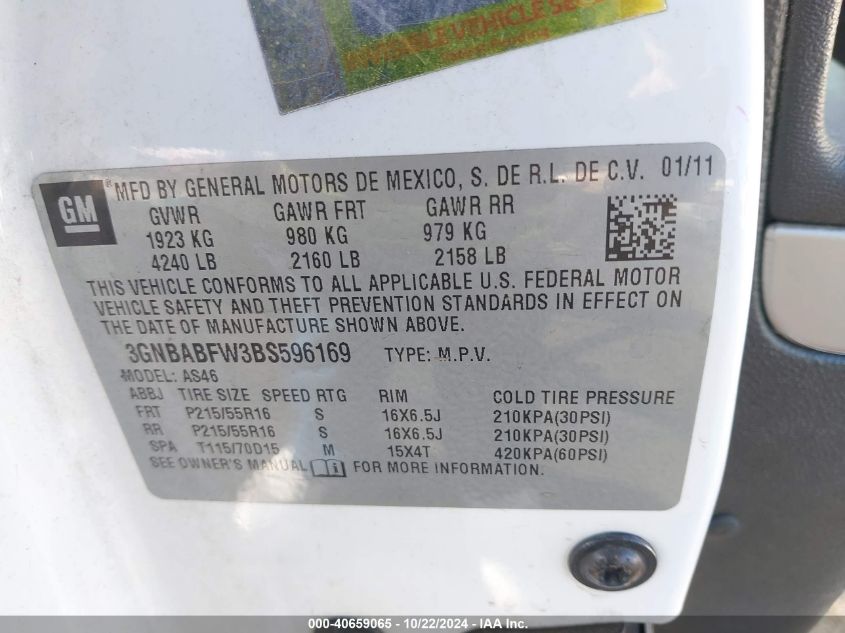 INVISIBLE VEHICLE SE
GM ® MFD BY GENERAL MOTORS DE MEXICO, S. DE R.L. DE C.V. 01/11
GVWR GAWR FRT GAWR RR
1923 KG 980 KG 979 KG
4240 LB 2160 LB 2158 LB
THIS VEHICLE CONFORMS TO ALL APPLICABLE U.S. FEDERAL MOTOR
VEHICLE SAFETY AND THEFT PREVENTION STANDARDS IN EFFECT ON
THE DATE OF MANUFACTURE SHOWN ABOVE.
3GNBABFW3BS596169 TYPE: M.P.V.
MODEL: AS46
ABBJ TIRE SIZE SPEED RTG RIM COLD TIRE PRESSURE
FRT P215/55R16 S 16X6.5J 210KPA(30PSI)
RR P215/55R16 S 16X6.5J 210KPA(30PSI)
SPA T115/70D15 M 15X4T 420KPA(60PSI)
SEE OWNER'S MANUAL FOR MORE INFORMATION.
000-40659065 - 10/22/2024 - IAA Inc.